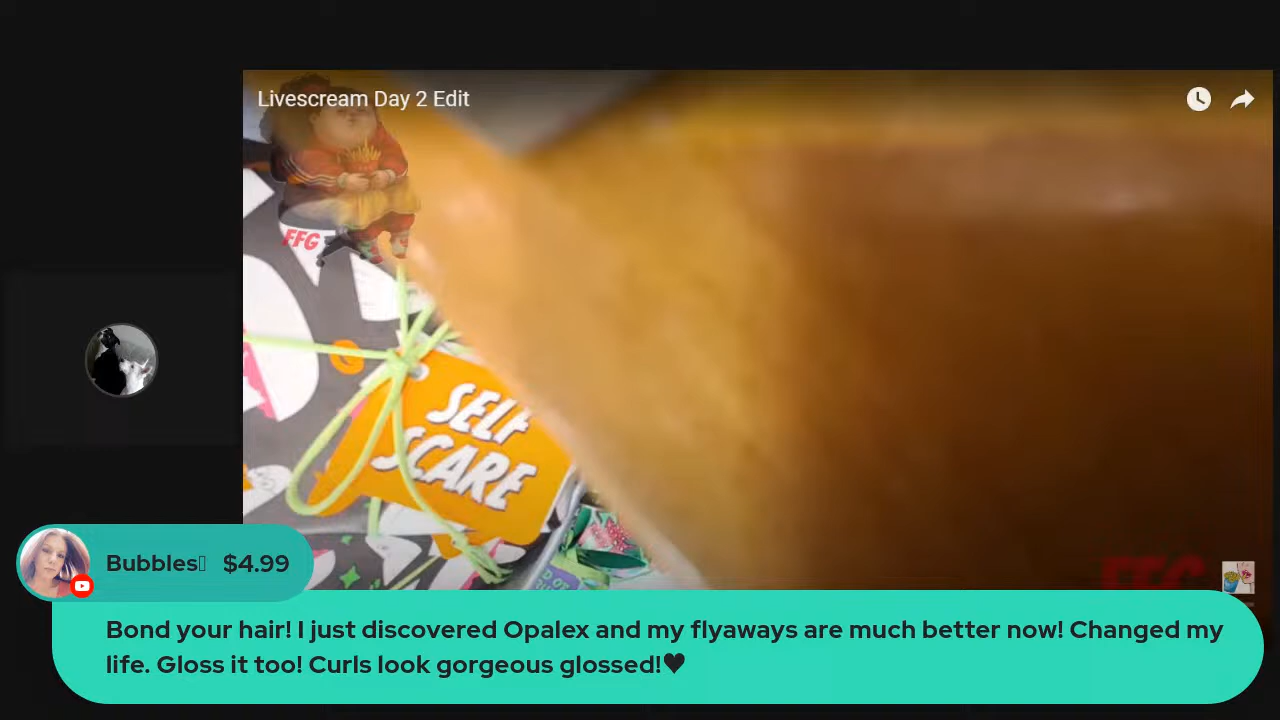 Livescream Day 2 Edit
FFG
SELF
SCARE
FFG
Bubbles $4.99
Bond your hair! I just discovered Opalex and my flyaways are much better now! Changed my
life. Gloss it too! Curls look gorgeous glossed!♥